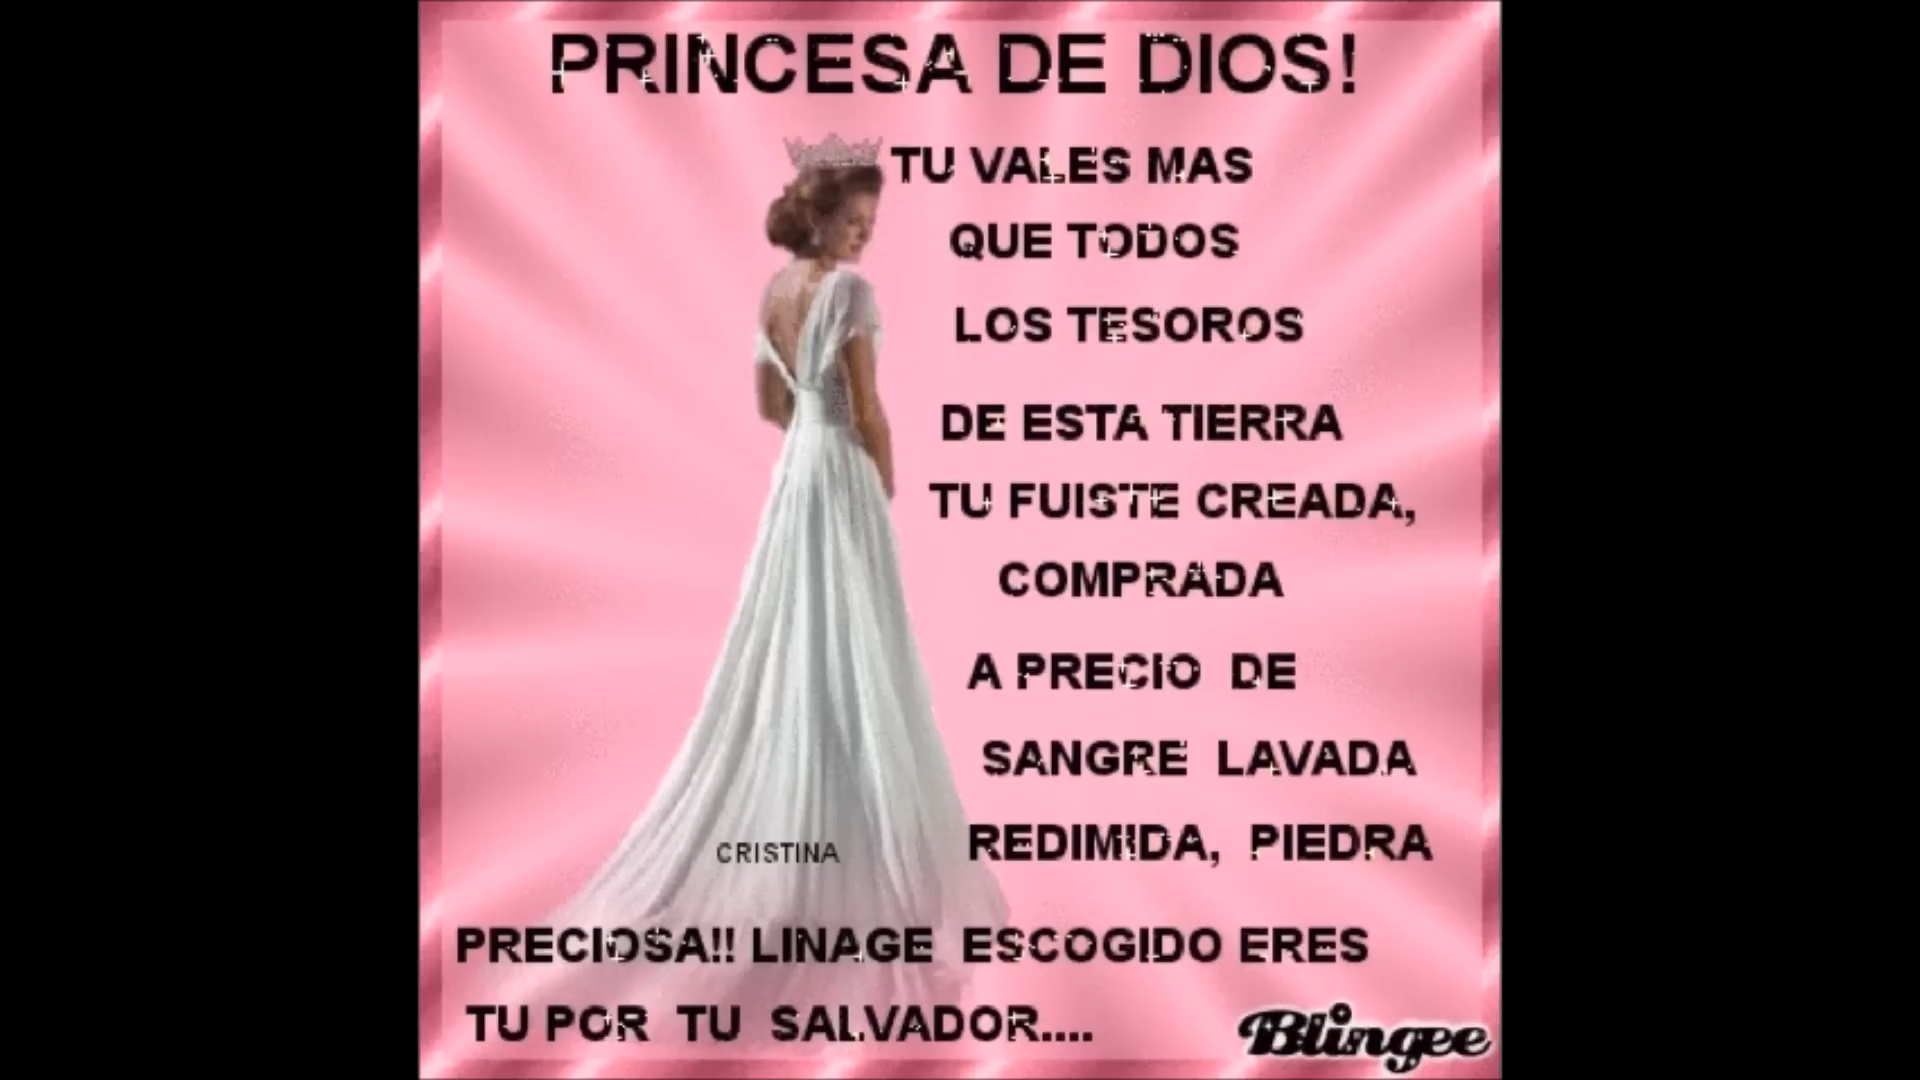 PRINCESA DE DIOS!
TU VALES MAS
QUE TODOS
LOS TESOROS
DE ESTA TIERRA
TU FUISTE CREADA,
COMPRADA
A PRECIO DE
SANGRE LAVADA
REDIMIDA, PIEDRA
CRISTINA
PRECIOSA!! LINAGE ESCOGIDO ERES
TU POR TU SALVADOR....
Blingee